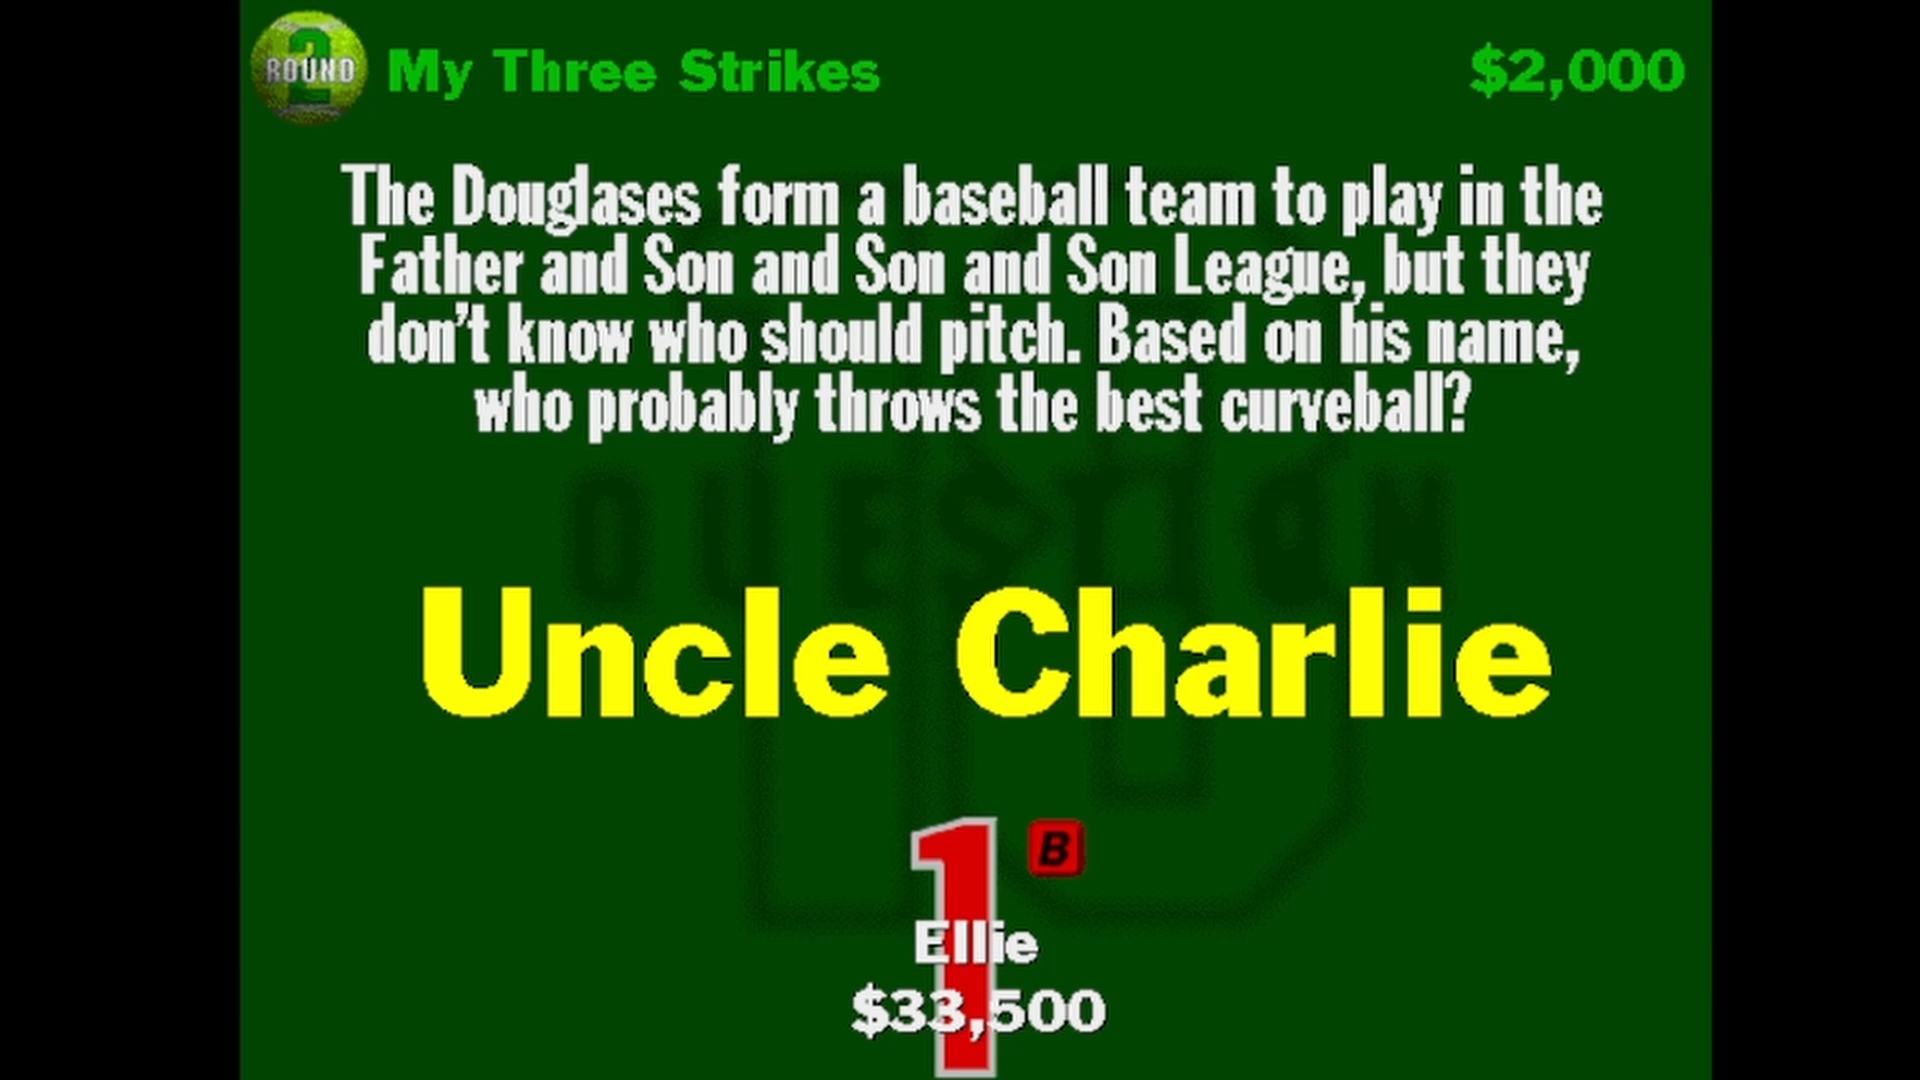 2
ROUND
My Three Strikes
$2,000
The Douglases form a baseball team to play in the
Father and Son and Son and Son League, but they
don't know who should pitch. Based on his name,
who probably throws the best curveball?
QUESTION
Uncle Charlie
1
B
Ellie
$33,500